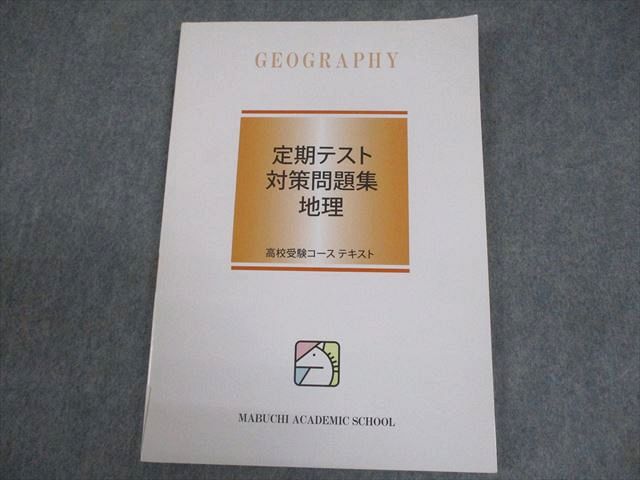 GEOGRAPHY
定期テスト
対策問題集
地理
高校受験コース テキスト
MABUCHI ACADEMIC SCHOOL